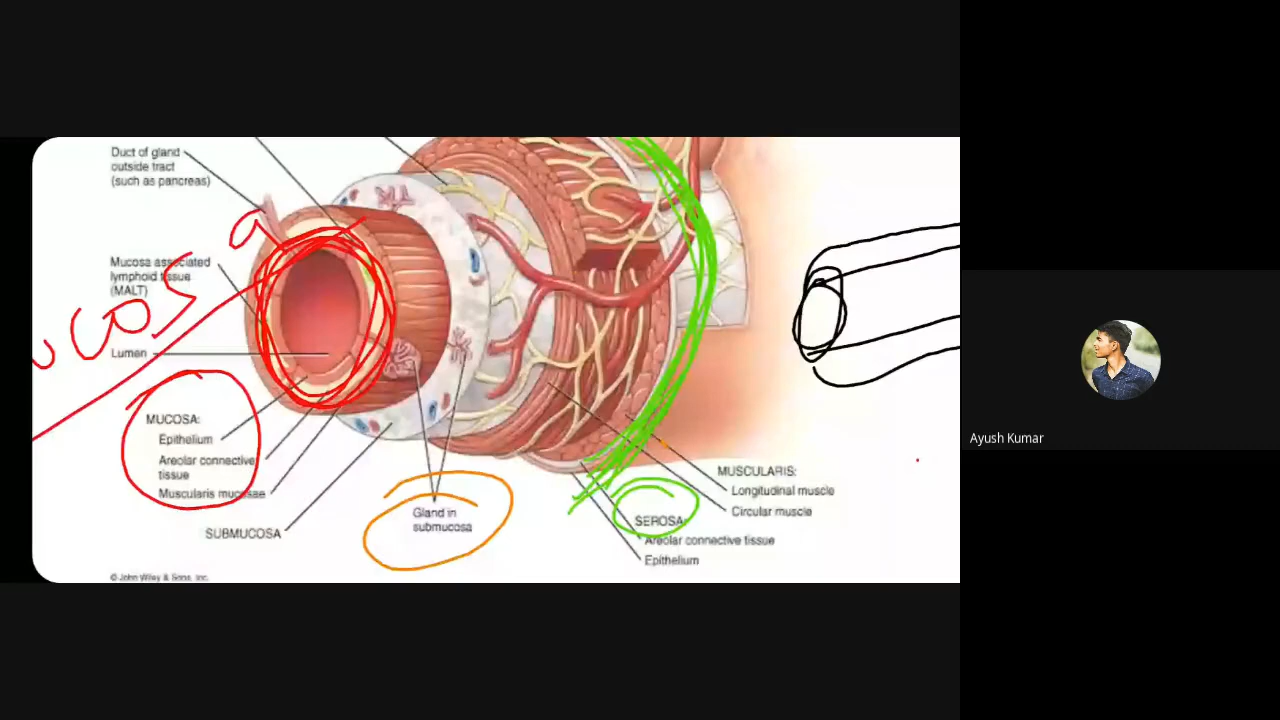 Duct of gland
outside tract
(such as pancreas)
Mucosa associated
lymphoid tissue
(MALT)
ucosa
Lumen
MUCOSA:
Epithelium
Areolar connective
tissue
Muscularis mucosae
SUBMUCOSA
Gland in
submucosa
MUSCULARIS:
Longitudinal muscle
Circular muscle
SEROSA:
Areolar connective tissue
Epithelium
© John Wiley & Sons, Inc.
Ayush Kumar